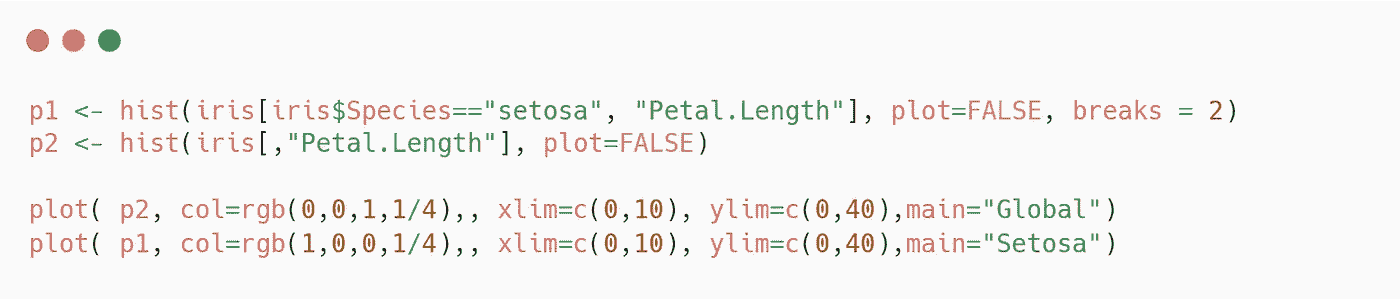 p1 <- hist(iris[iris$Species=="setosa", "Petal.Length"], plot=FALSE, breaks = 2)
p2 <- hist(iris[,"Petal.Length"], plot=FALSE)
plot( p2, col=rgb(0,0,1,1/4),, xlim=c(0,10), ylim=c(0,40),main="Global")
plot( p1, col=rgb(1,0,0,1/4),, xlim=c(0,10), ylim=c(0,40),main="Setosa")